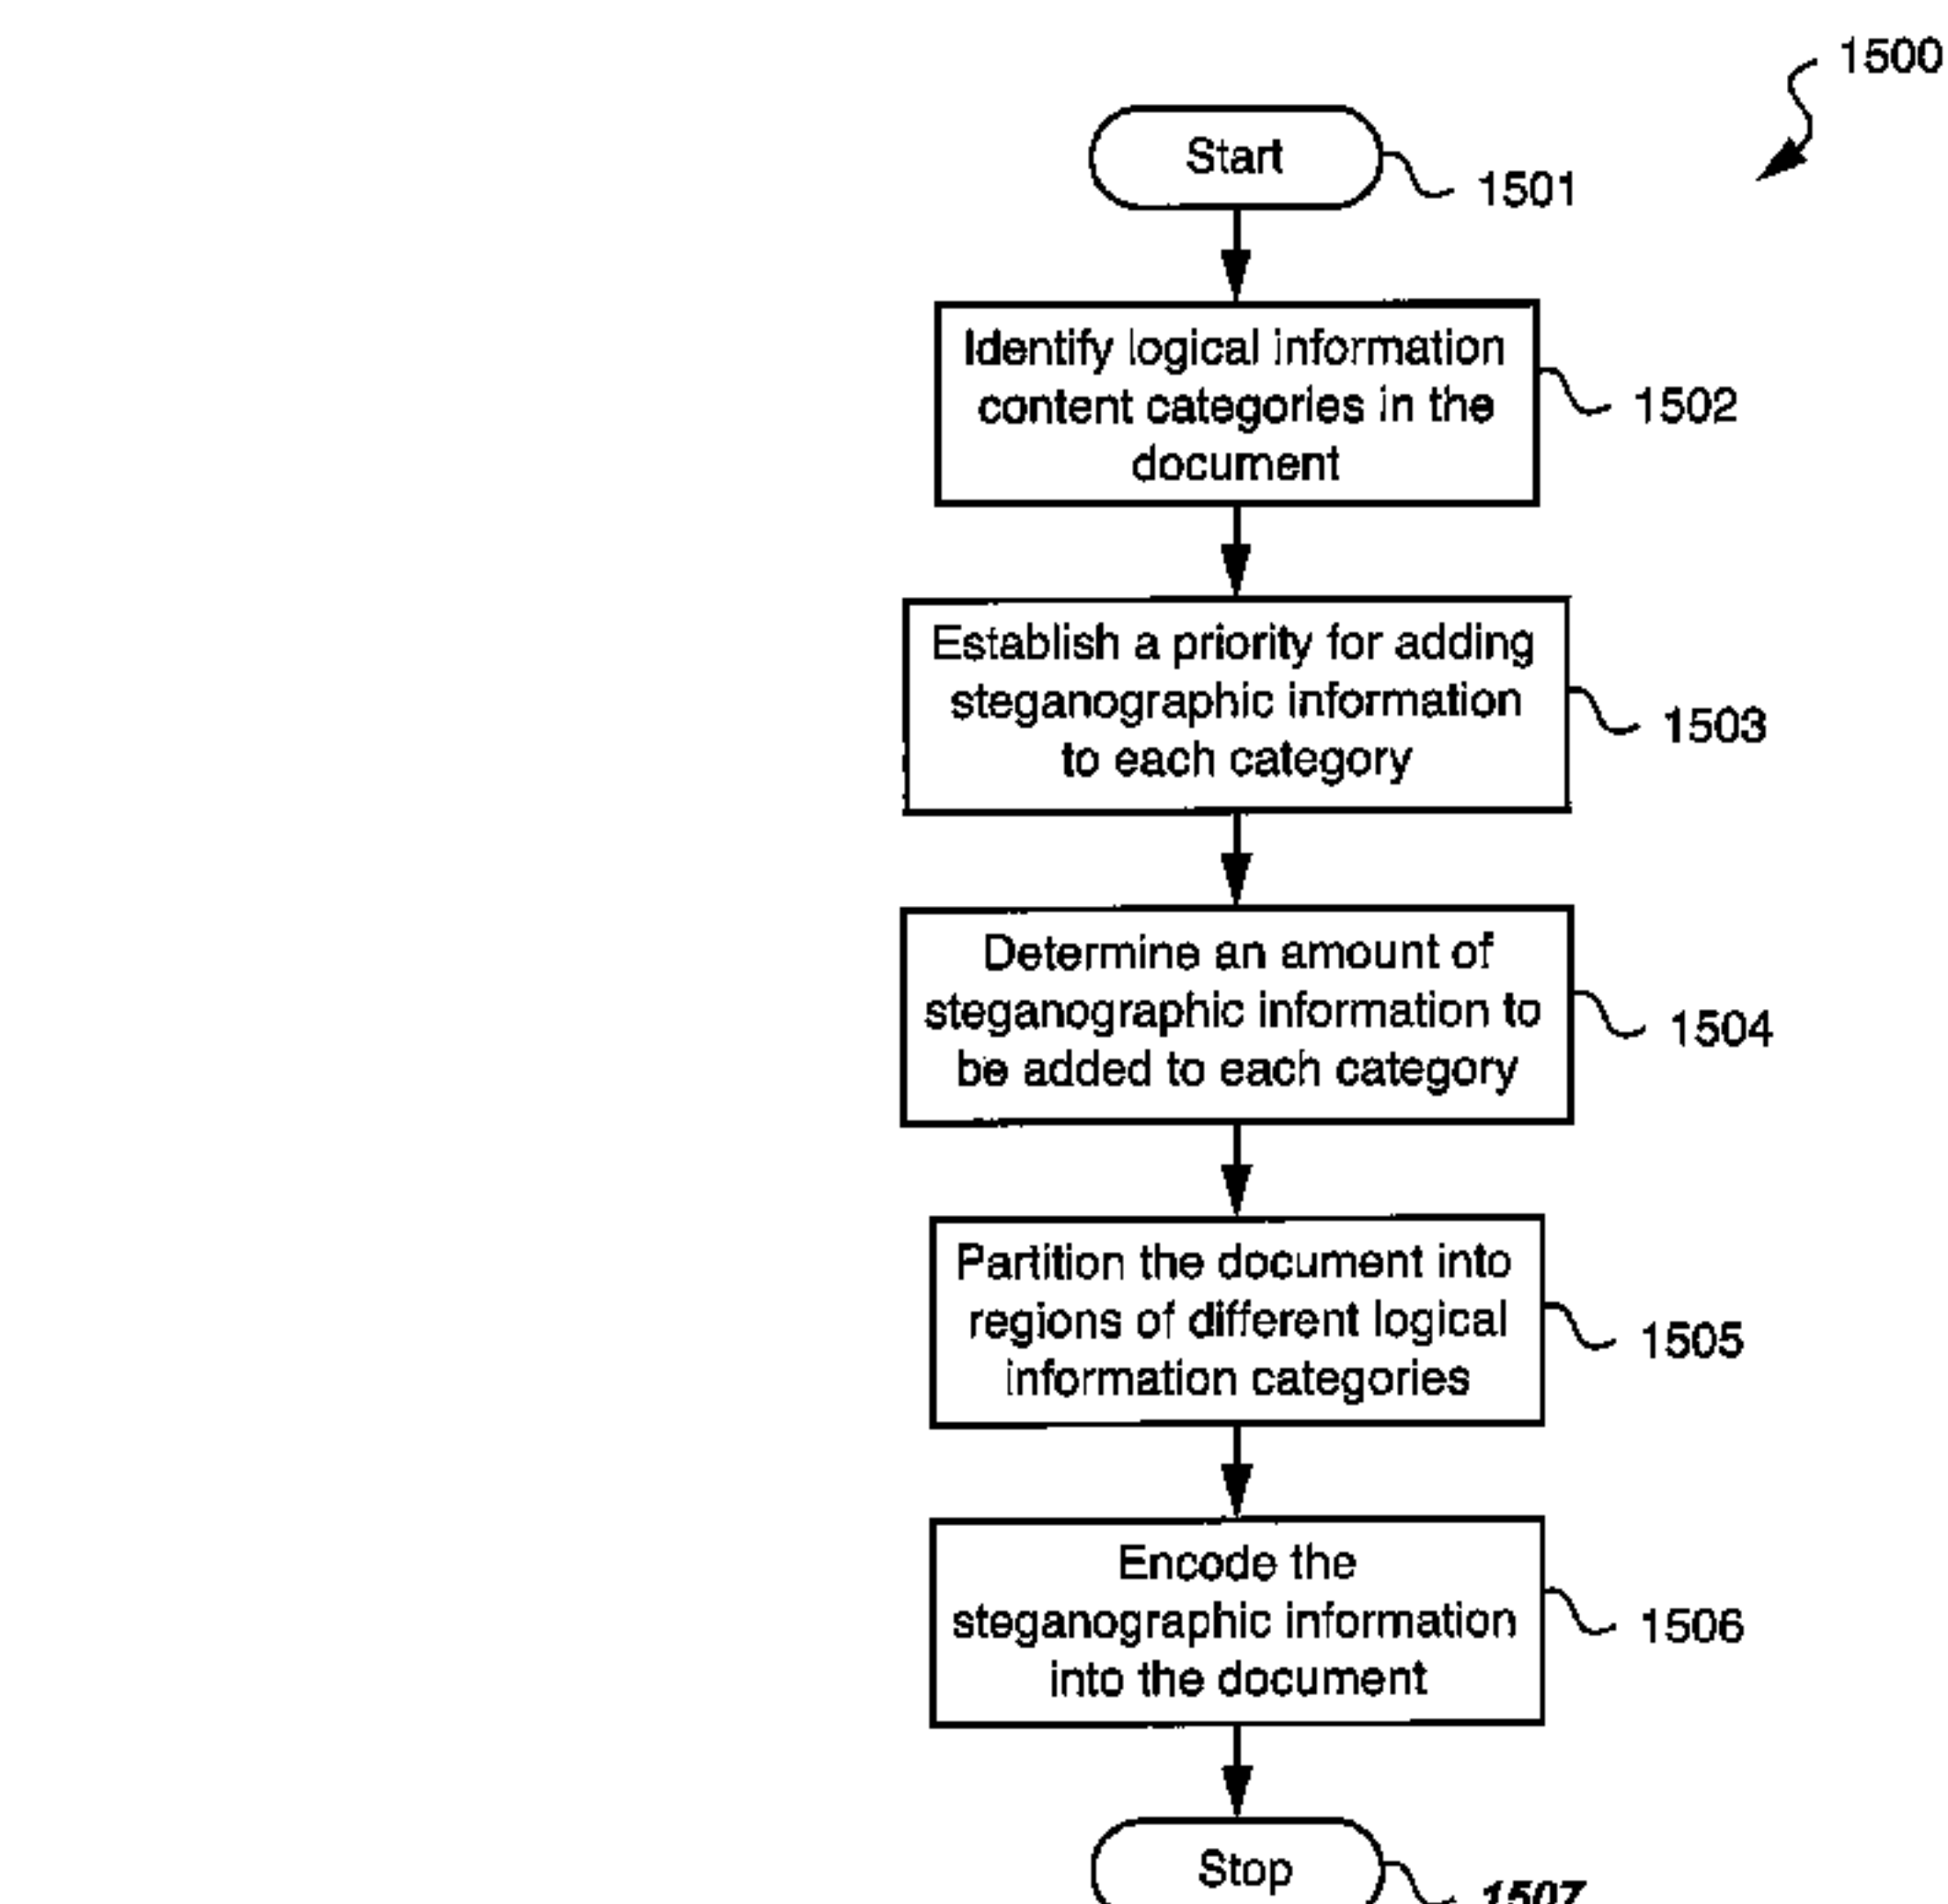 1500
Start
1501
Identify logical information
content categories in the
document
1502
Establish a priority for adding
steganographic information
to each category
1503
Determine an amount of
steganographic information to
be added to each category
1504
Partition the document into
regions of different logical
information categories
1505
Encode the
steganographic information
into the document
1506
Stop
1507